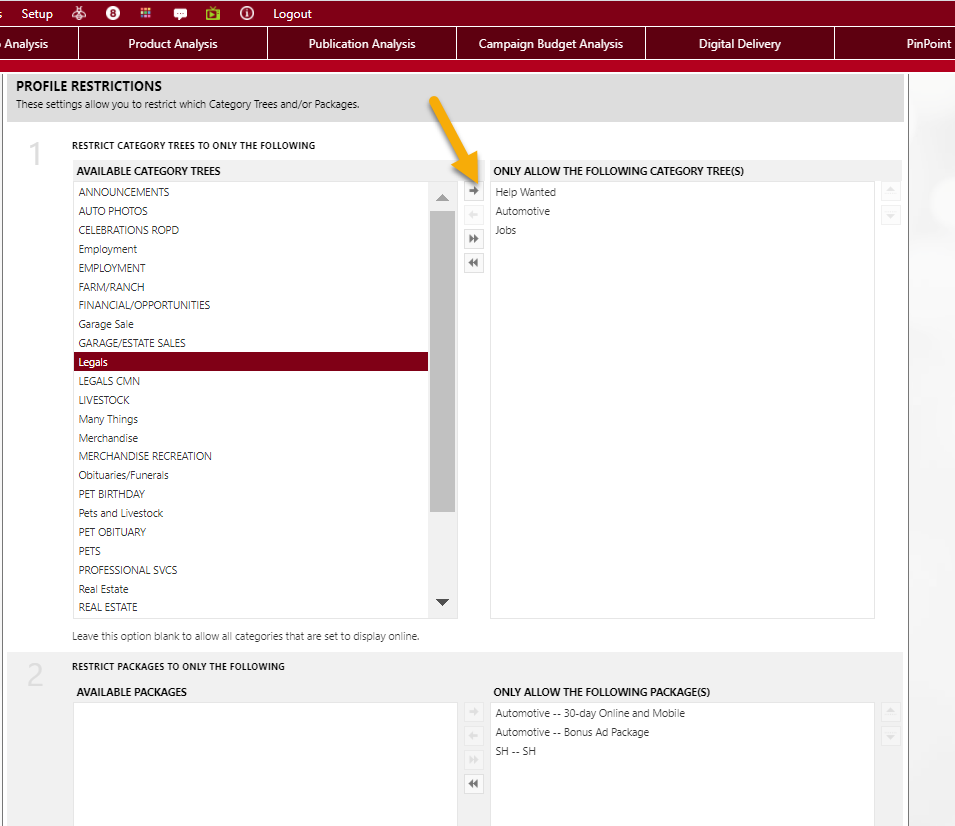 Setup 8 Logout
Analysis Product Analysis Publication Analysis Campaign Budget Analysis Digital Delivery PinPoint
PROFILE RESTRICTIONS
These settings allow you to restrict which Category Trees and/or Packages.
1
RESTRICT CATEGORY TREES TO ONLY THE FOLLOWING
AVAILABLE CATEGORY TREES
ANNOUNCEMENTS
AUTO PHOTOS
CELEBRATIONS ROPD
Employment
EMPLOYMENT
FARM/RANCH
FINANCIAL/OPPORTUNITIES
Garage Sale
GARAGE/ESTATE SALES
Legals
LEGALS CMN
LIVESTOCK
Many Things
Merchandise
MERCHANDISE RECREATION
Obituaries/Funerals
PET BIRTHDAY
Pets and Livestock
PET OBITUARY
PETS
PROFESSIONAL SVCS
Real Estate
REAL ESTATE
ONLY ALLOW THE FOLLOWING CATEGORY TREE(S)
Help Wanted
Automotive
Jobs
Leave this option blank to allow all categories that are set to display online.
2
RESTRICT PACKAGES TO ONLY THE FOLLOWING
AVAILABLE PACKAGES
ONLY ALLOW THE FOLLOWING PACKAGE(S)
Automotive -- 30-day Online and Mobile
Automotive -- Bonus Ad Package
SH -- SH